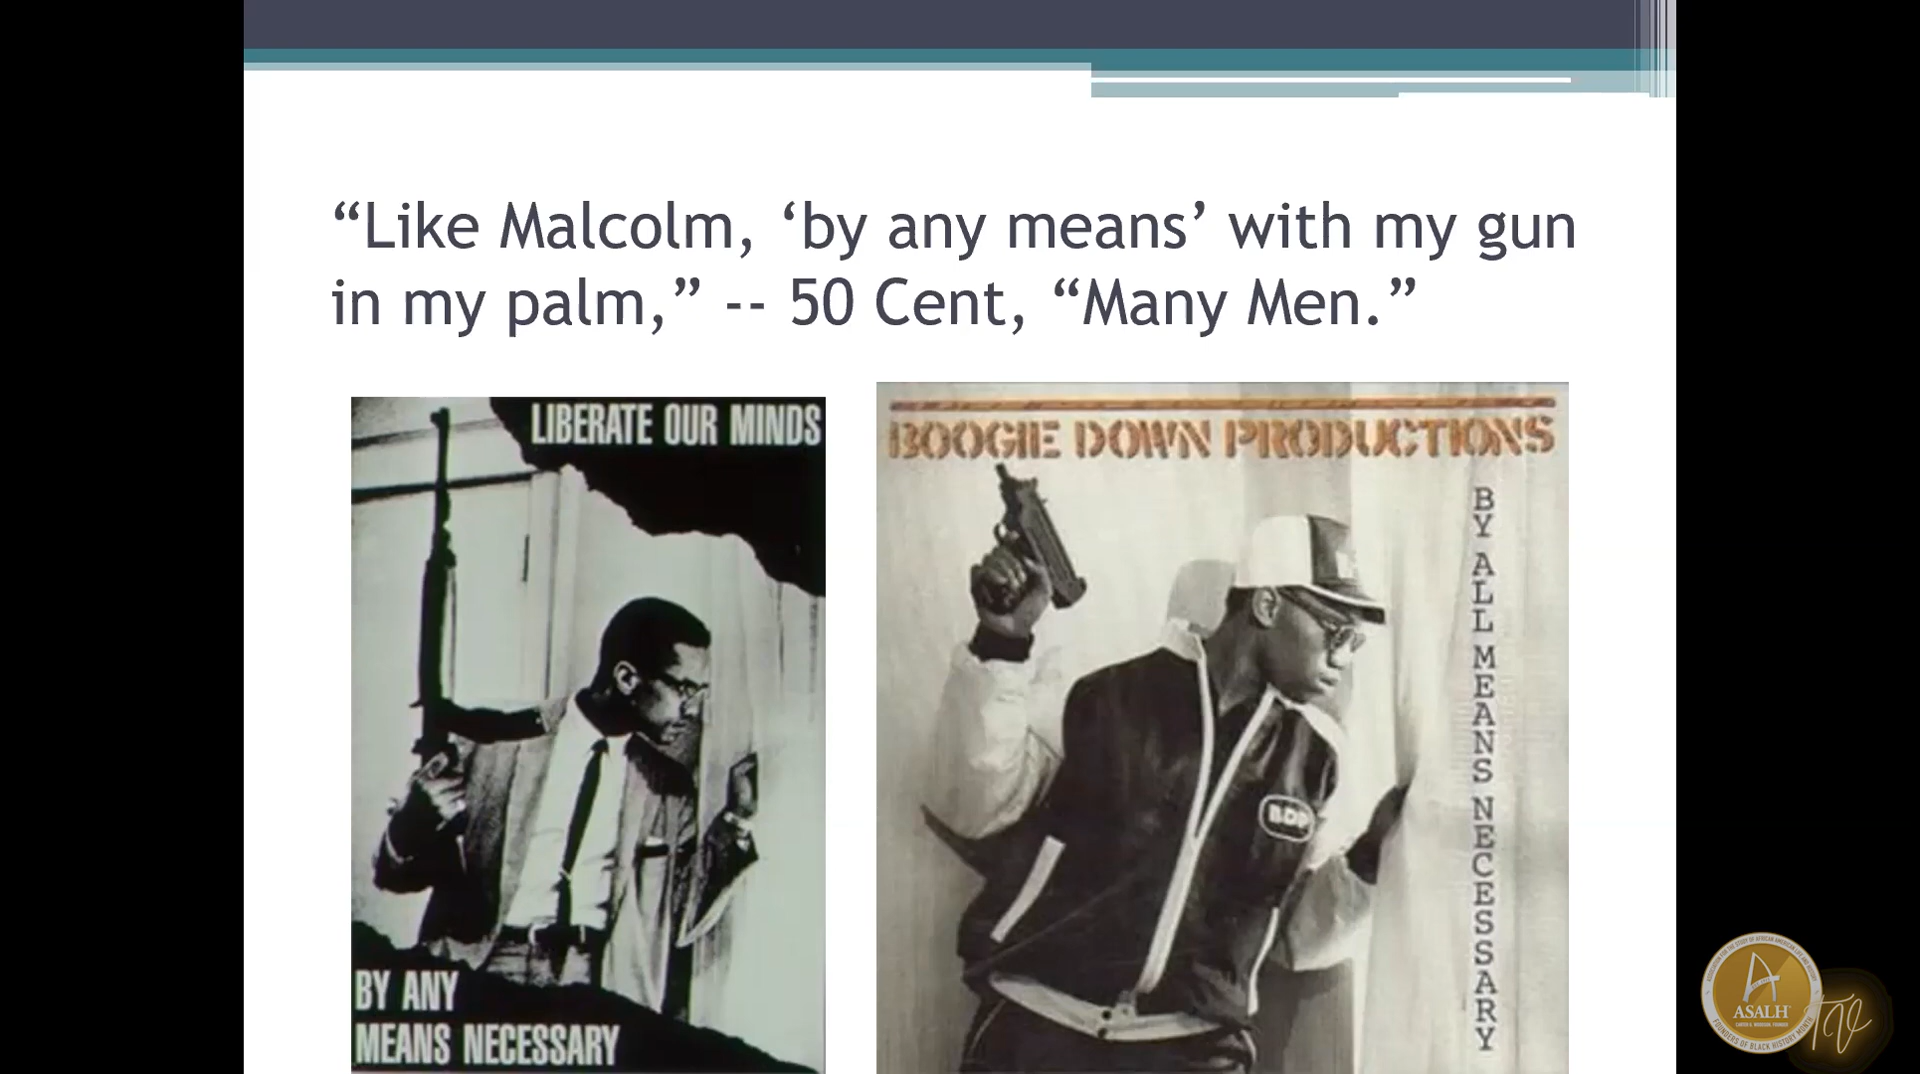 “Like Malcolm, ‘by any means’ with my gun
in my palm,” -- 50 Cent, “Many Men.”
LIBERATE OUR MINDS
BY ANY
MEANS NECESSARY
BOOGIE DOWN PRODUCTIONS
BY ALL MEANS NECESSARY
BDP
ASALH
TV